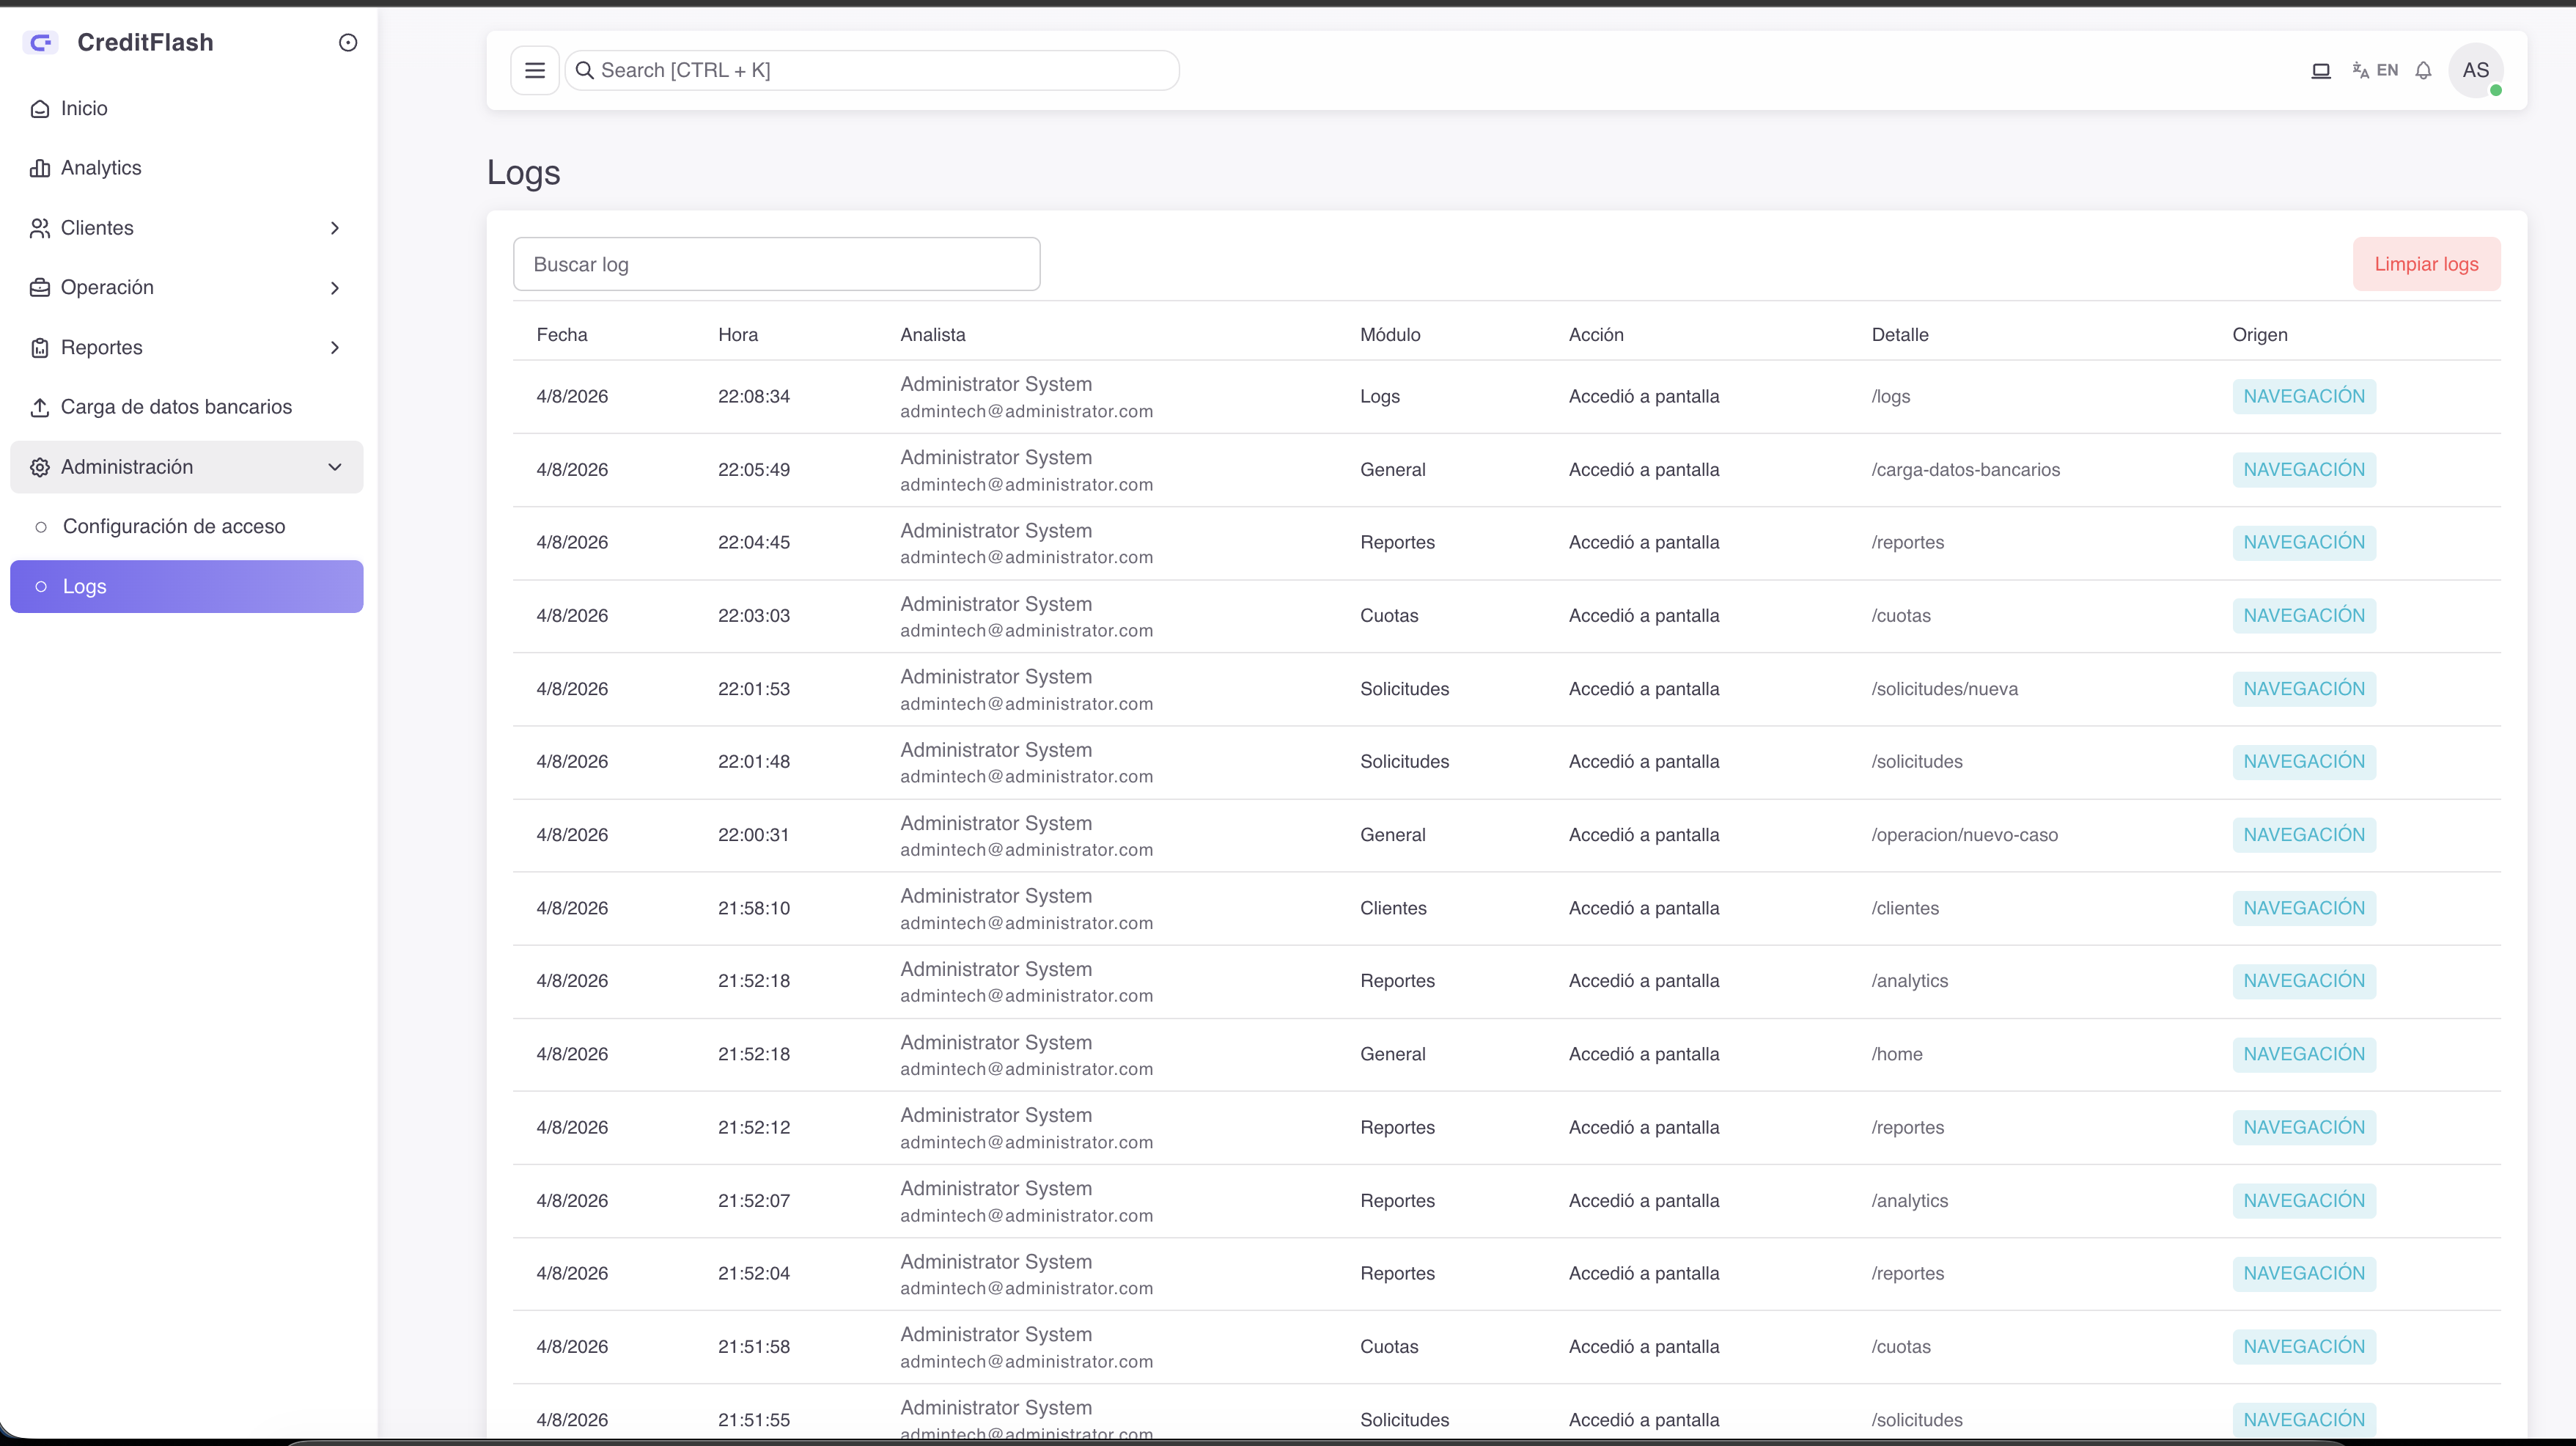 CreditFlash
Inicio
Analytics
Clientes
Operación
Reportes
Carga de datos bancarios
Administración
Configuración de acceso
Logs
Search [CTRL + K]
EN
AS
Logs
Buscar log
Limpiar logs
Fecha Hora Analista Módulo Acción Detalle Origen
4/8/2026 22:08:34 Administrator System Logs Accedió a pantalla /logs NAVEGACIÓN
admintech@administrator.com
4/8/2026 22:05:49 Administrator System General Accedió a pantalla /carga-datos-bancarios NAVEGACIÓN
admintech@administrator.com
4/8/2026 22:04:45 Administrator System Reportes Accedió a pantalla /reportes NAVEGACIÓN
admintech@administrator.com
4/8/2026 22:03:03 Administrator System Cuotas Accedió a pantalla /cuotas NAVEGACIÓN
admintech@administrator.com
4/8/2026 22:01:53 Administrator System Solicitudes Accedió a pantalla /solicitudes/nueva NAVEGACIÓN
admintech@administrator.com
4/8/2026 22:01:48 Administrator System Solicitudes Accedió a pantalla /solicitudes NAVEGACIÓN
admintech@administrator.com
4/8/2026 22:00:31 Administrator System General Accedió a pantalla /operacion/nuevo-caso NAVEGACIÓN
admintech@administrator.com
4/8/2026 21:58:10 Administrator System Clientes Accedió a pantalla /clientes NAVEGACIÓN
admintech@administrator.com
4/8/2026 21:52:18 Administrator System Reportes Accedió a pantalla /analytics NAVEGACIÓN
admintech@administrator.com
4/8/2026 21:52:18 Administrator System General Accedió a pantalla /home NAVEGACIÓN
admintech@administrator.com
4/8/2026 21:52:12 Administrator System Reportes Accedió a pantalla /reportes NAVEGACIÓN
admintech@administrator.com
4/8/2026 21:52:07 Administrator System Reportes Accedió a pantalla /analytics NAVEGACIÓN
admintech@administrator.com
4/8/2026 21:52:04 Administrator System Reportes Accedió a pantalla /reportes NAVEGACIÓN
admintech@administrator.com
4/8/2026 21:51:58 Administrator System Cuotas Accedió a pantalla /cuotas NAVEGACIÓN
admintech@administrator.com
4/8/2026 21:51:55 Administrator System Solicitudes Accedió a pantalla /solicitudes NAVEGACIÓN
admintech@administrator.com